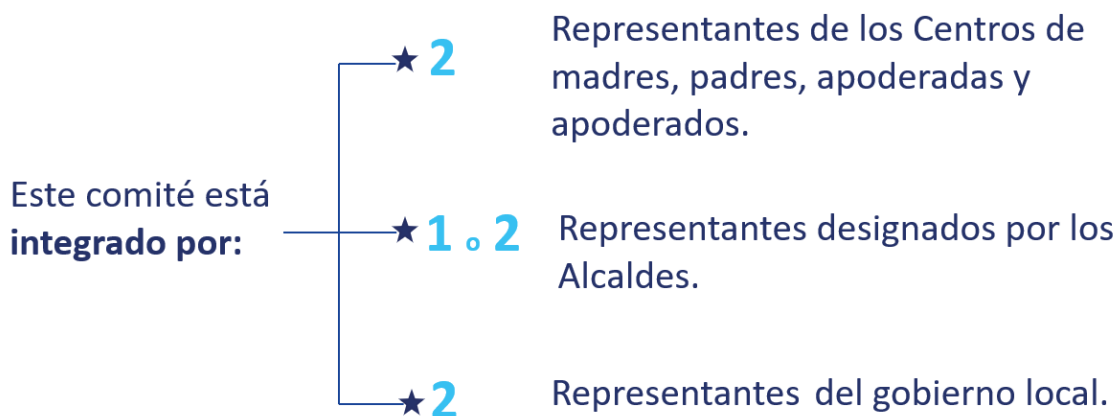 Este comité está
integrado por:
2 Representantes de los Centros de
madres, padres, apoderadas y
apoderados.
1 o 2 Representantes designados por los
Alcaldes.
2 Representantes del gobierno local.